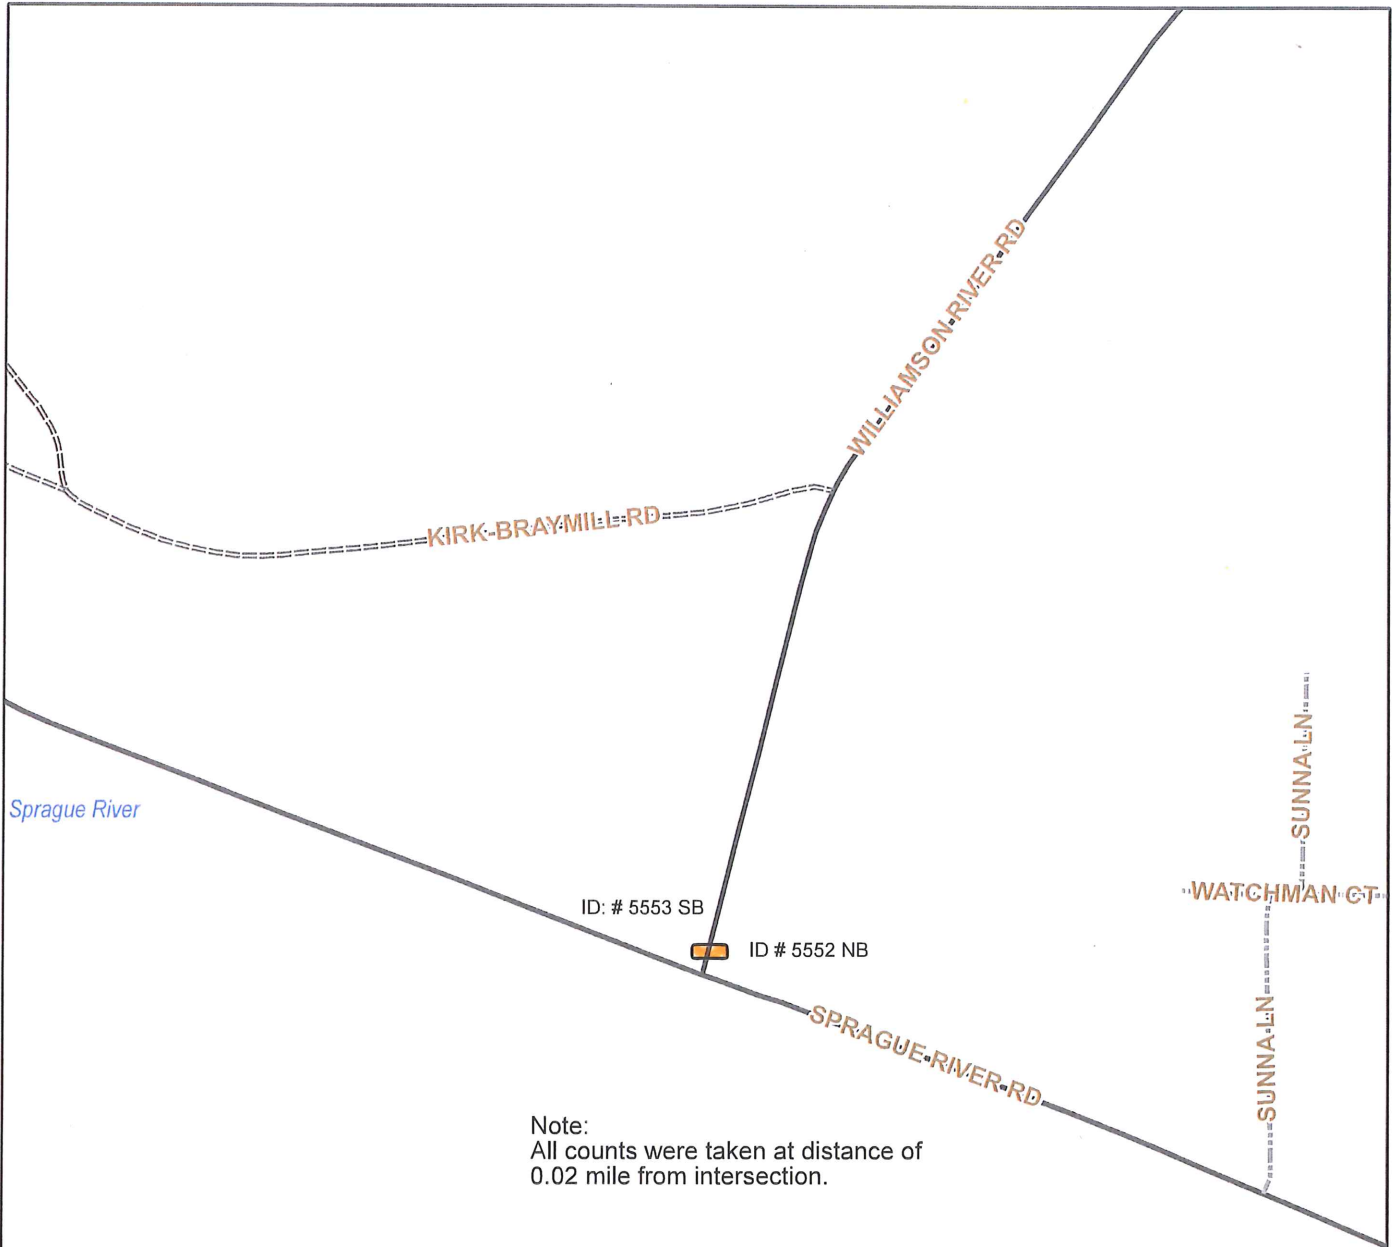 WILLIAMSON RIVER RD
KIRK-BRAYMILL RD
Sprague River
SUNNA LN
WATCHMAN CT
ID: # 5553 SB
ID # 5552 NB
SPRAGUE RIVER RD
SUNNA LN
Note:
All counts were taken at distance of
0.02 mile from intersection.